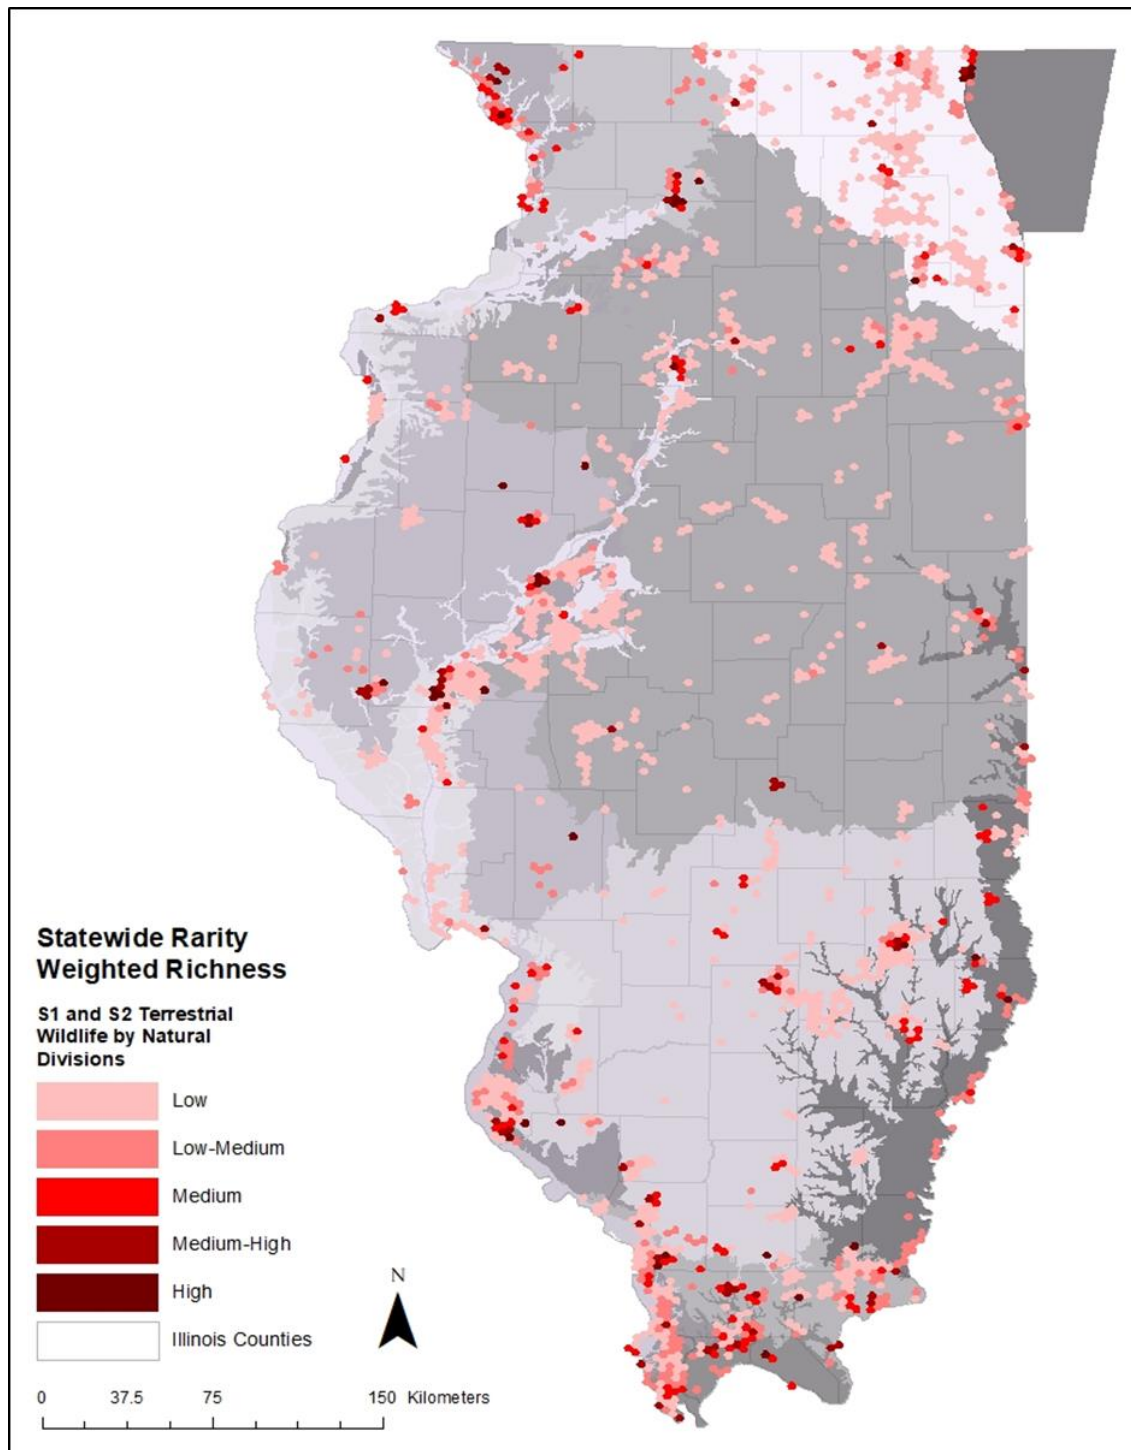 Statewide Rarity
Weighted Richness
S1 and S2 Terrestrial
Wildlife by Natural
Divisions
Low
Low-Medium
Medium
Medium-High
High
Illinois Counties
N
0 37.5 75 150 Kilometers